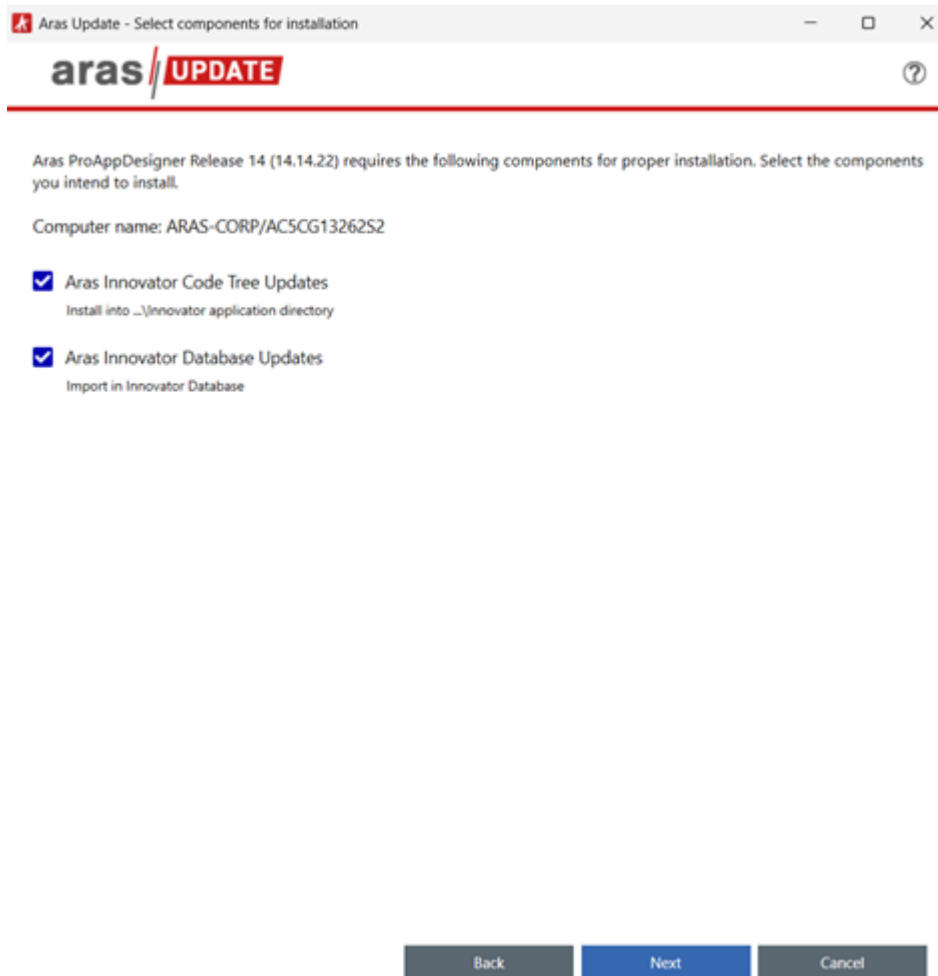 Aras Update - Select components for installation
aras UPDATE
Aras ProAppDesigner Release 14 (14.14.22) requires the following components for proper installation. Select the components
you intend to install.
Computer name: ARAS-CORP/AC5CG13262S2
Aras Innovator Code Tree Updates
Install into ...\Innovator application directory
Aras Innovator Database Updates
Import in Innovator Database
Back Next Cancel